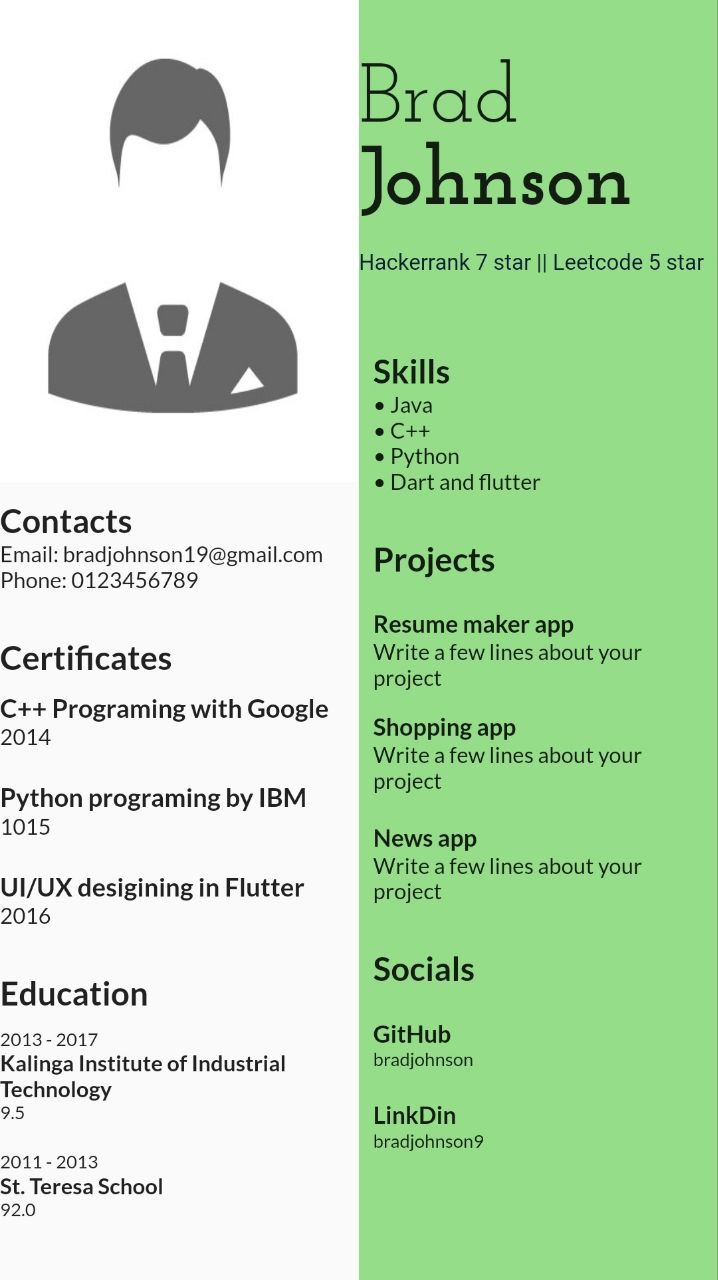 Brad
Johnson
Hackerrank 7 star || Leetcode 5 star
Contacts
Email: bradjohnson19@gmail.com
Phone: 0123456789
Certificates
C++ Programing with Google
2014
Python programing by IBM
1015
UI/UX desigining in Flutter
2016
Education
2013 - 2017
Kalinga Institute of Industrial
Technology
9.5
2011 - 2013
St. Teresa School
92.0
Skills
• Java
• C++
• Python
• Dart and flutter
Projects
Resume maker app
Write a few lines about your
project
Shopping app
Write a few lines about your
project
News app
Write a few lines about your
project
Socials
GitHub
bradjohnson
LinkDin
bradjohnson9